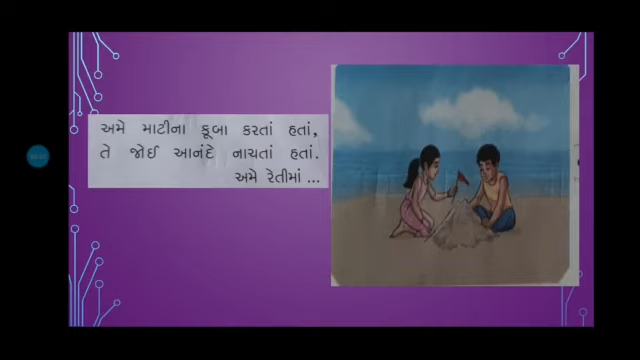 અમે માટીના કૂબા કરતાં હતાં,
તે જોઈ આનંદે નાચતાં હતાં.
અમે રેતીમાં ...